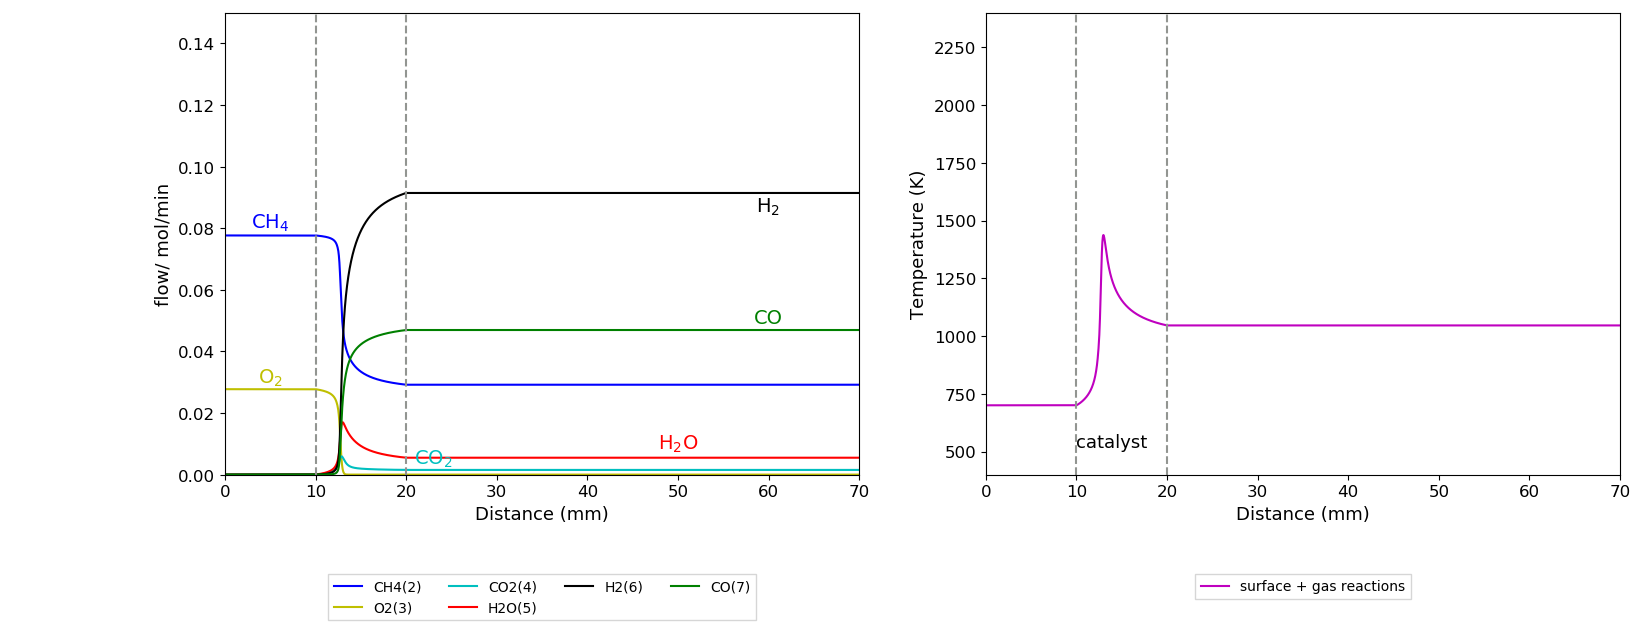 0.14
0.12
0.10
0.08
0.06
0.04
0.02
0.00
flow/ mol/min
CH₄
O₂
H₂
CO
H₂O
CO₂
0 10 20 30 40 50 60 70
Distance (mm)
CH4(2) CO2(4) H2(6) CO(7)
O2(3) H2O(5)
2250
2000
1750
1500
1250
1000
750
500
Temperature (K)
catalyst
0 10 20 30 40 50 60 70
Distance (mm)
surface + gas reactions